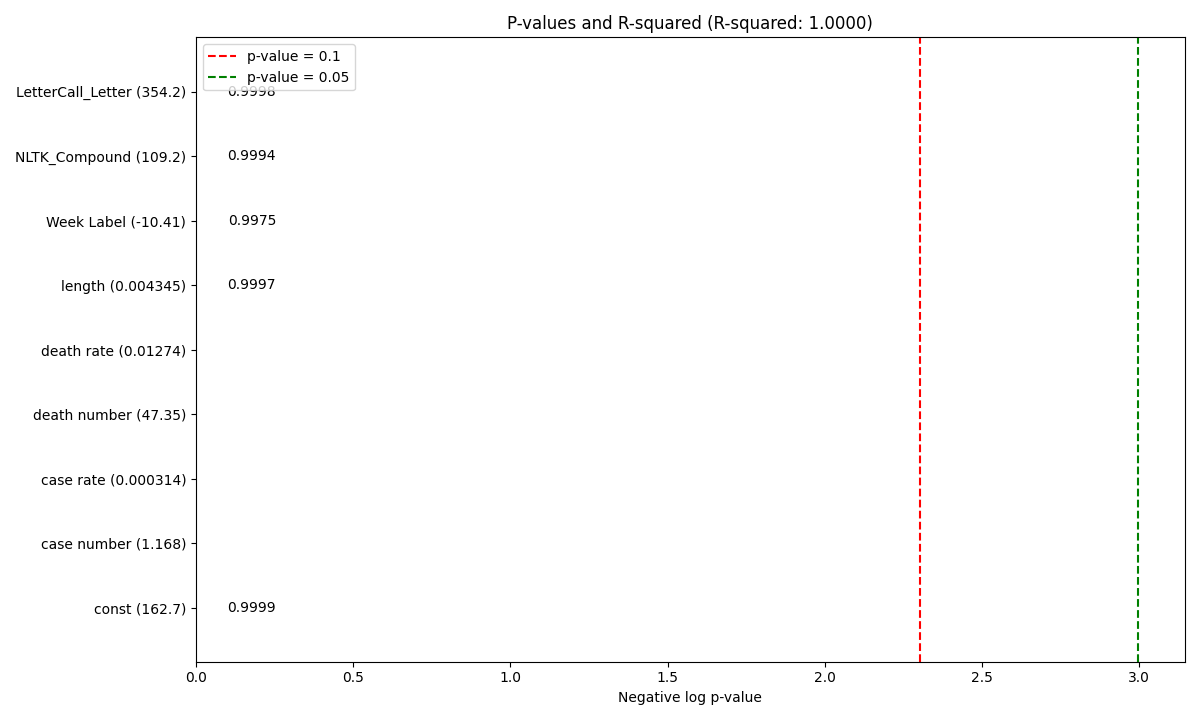 P-values and R-squared (R-squared: 1.0000)
p-value = 0.1
p-value = 0.05
LetterCall_Letter (354.2)
0.9998
NLTK_Compound (109.2)
0.9994
Week Label (-10.41)
0.9975
length (0.004345)
0.9997
death rate (0.01274)
death number (47.35)
case rate (0.000314)
case number (1.168)
const (162.7)
0.9999
0.0 0.5 1.0 1.5 2.0 2.5 3.0
Negative log p-value